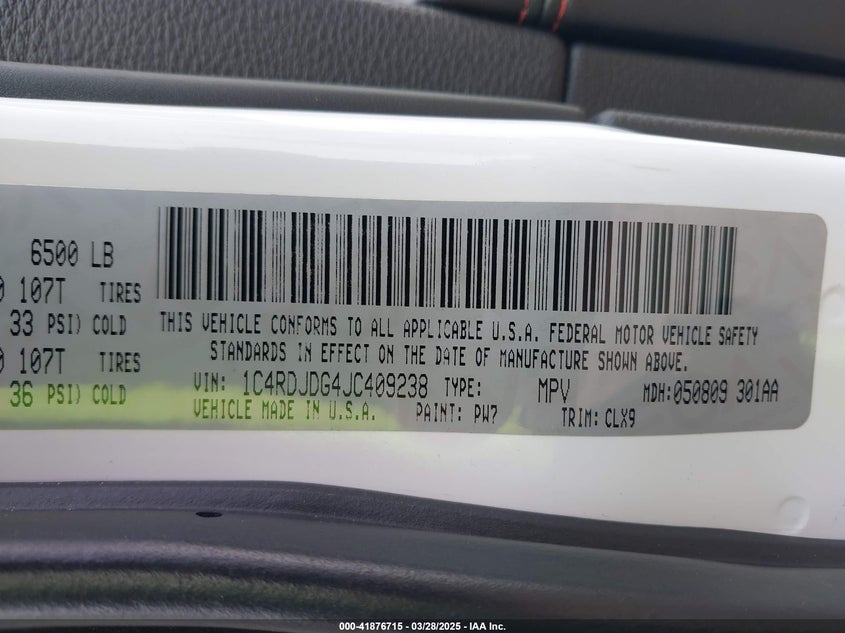 6500 LB
0 107T TIRES
33 PSI) COLD
0 107T TIRES
36 PSI) COLD
THIS VEHICLE CONFORMS TO ALL APPLICABLE U.S.A. FEDERAL MOTOR VEHICLE SAFETY
STANDARDS IN EFFECT ON THE DATE OF MANUFACTURE SHOWN ABOVE.
VIN: 1C4RDJDG4JC409238 TYPE: MPV MDH:050809 301AA
VEHICLE MADE IN U.S.A. PAINT: PW7 TRIM: CLX9
000-41876715 — 03/28/2025 - IAA Inc.